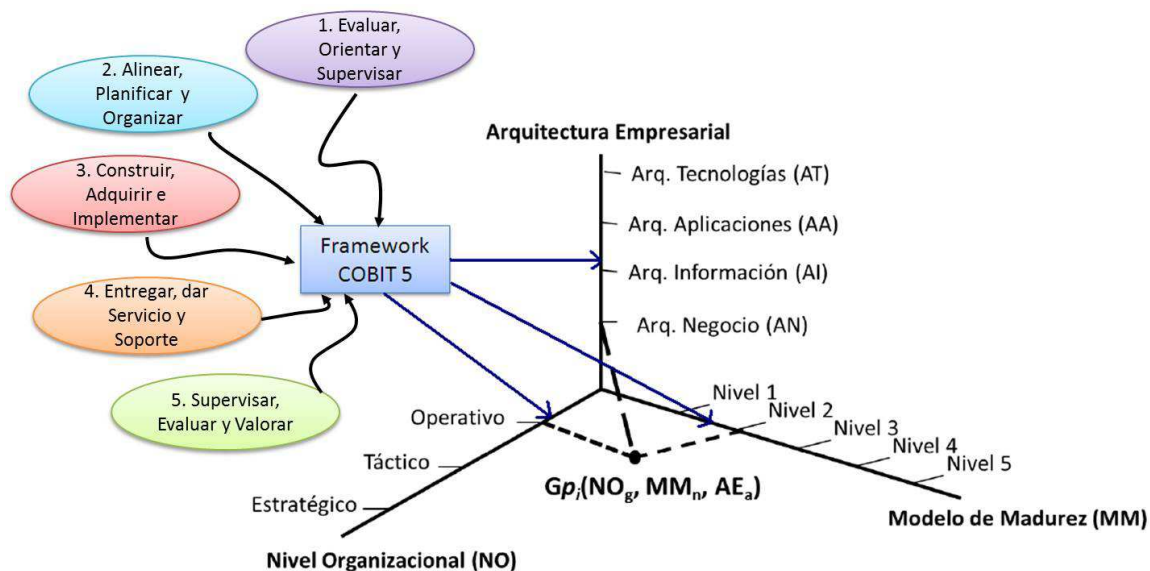 1. Evaluar,
Orientar y
Supervisar
2. Alinear,
Planificar y
Organizar
3. Construir,
Adquirir e
Implementar
4. Entregar, dar
Servicio y
Soporte
5. Supervisar,
Evaluar y Valorar
Framework
COBIT 5
Arquitectura Empresarial
Arq. Tecnologías (AT)
Arq. Aplicaciones (AA)
Arq. Información (AI)
Arq. Negocio (AN)
Nivel 1
Nivel 2
Nivel 3
Nivel 4
Nivel 5
Modelo de Madurez (MM)
Operativo
Táctico
Estratégico
Nivel Organizacional (NO)
Gpi(NOg, MMn, AEa)